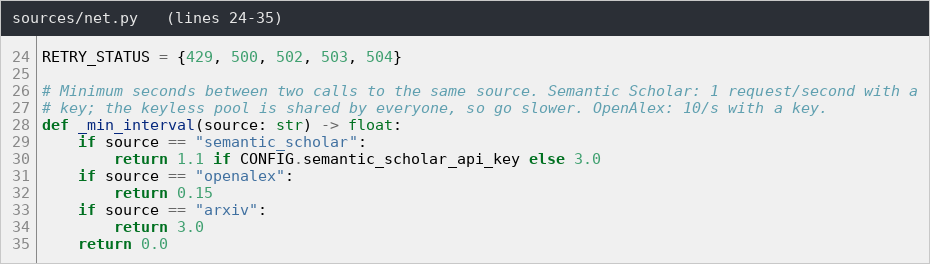 sources/net.py   (lines 24-35)
24 RETRY_STATUS = {429, 500, 502, 503, 504}
25
26 # Minimum seconds between two calls to the same source. Semantic Scholar: 1 request/second with a
27 # key; the keyless pool is shared by everyone, so go slower. OpenAlex: 10/s with a key.
28 def _min_interval(source: str) -> float:
29     if source == "semantic_scholar":
30         return 1.1 if CONFIG.semantic_scholar_api_key else 3.0
31     if source == "openalex":
32         return 0.15
33     if source == "arxiv":
34         return 3.0
35     return 0.0